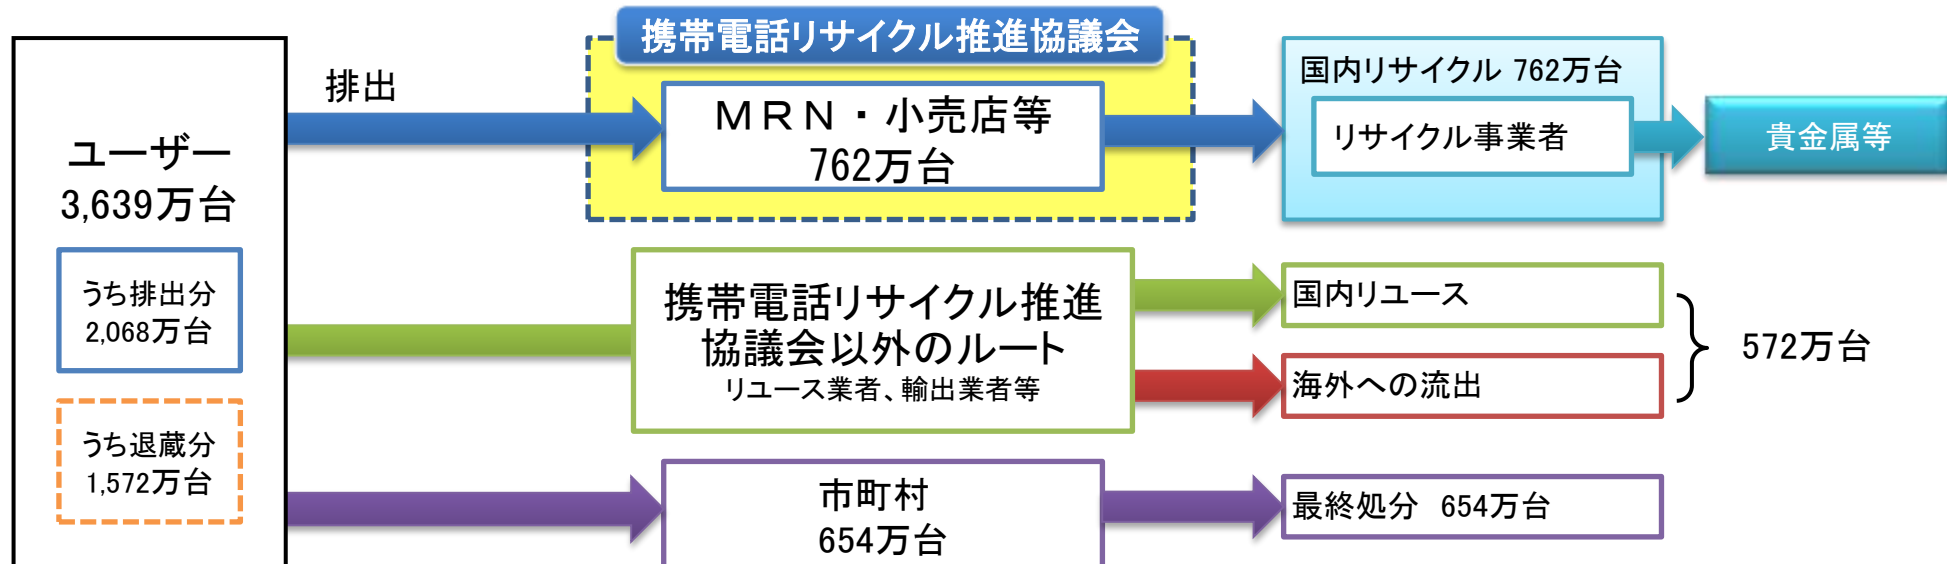 携帯電話リサイクル推進協議会
排出
国内リサイクル 762万台
ＭＲＮ・小売店等
762万台
リサイクル事業者
貴金属等
ユーザー
3,639万台
うち排出分
2,068万台
うち退蔵分
1,572万台
携帯電話リサイクル推進
協議会以外のルート
リユース業者、輸出業者等
国内リユース
海外への流出
572万台
市町村
654万台
最終処分 654万台